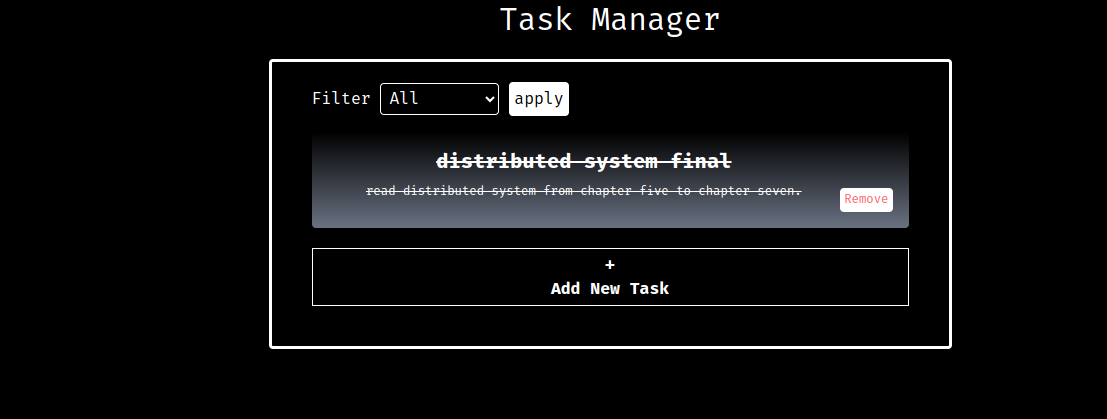 Task Manager
Filter All apply
distributed system final
read distributed system from chapter five to chapter seven.
Remove
+
Add New Task